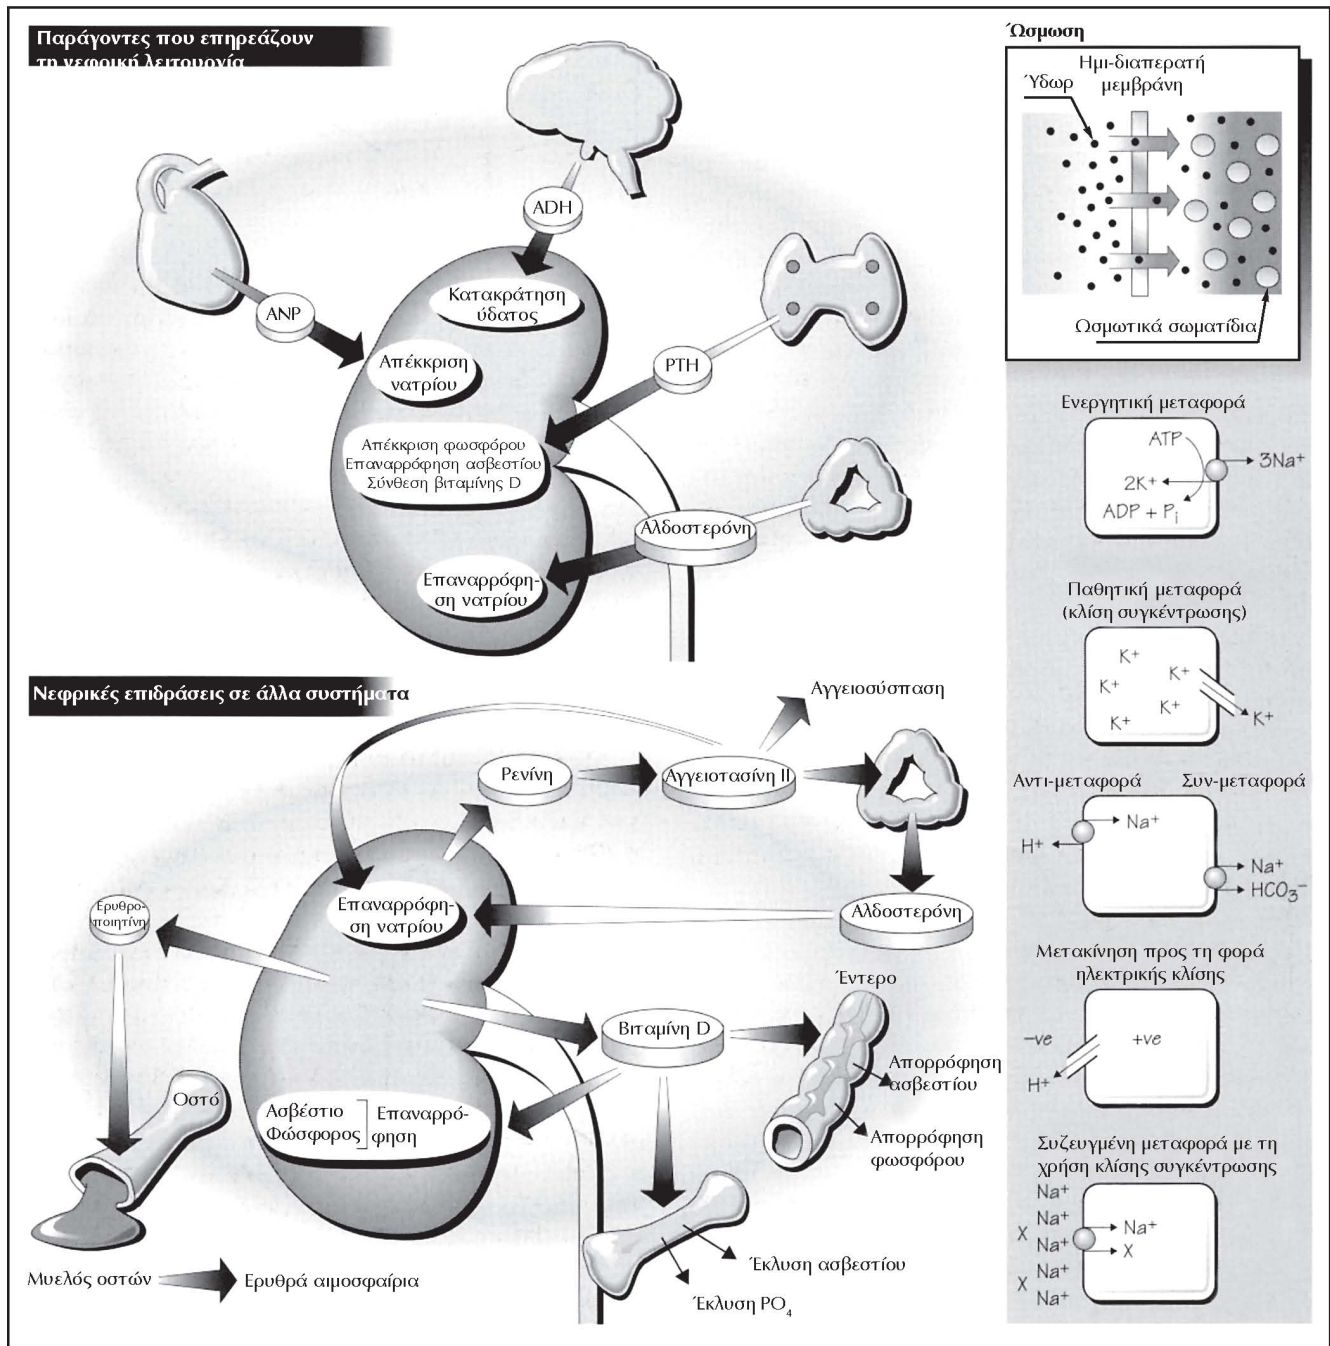 Παράγοντες που επηρεάζουν
τη νεφρική λειτουργία
ADH
ANP
Κατακράτηση
ύδατος
Απέκκριση
νατρίου
PTH
Απέκκριση φωσφόρου
Επαναρρόφηση ασβεστίου
Σύνθεση βιταμίνης D
Αλδοστερόνη
Επαναρρόφη-
ση νατρίου
Νεφρικές επιδράσεις σε άλλα συστήματα
Αγγειοσύσπαση
Ρενίνη
Αγγειοτασίνη II
Ερυθρο-
ποιητίνη
Επαναρρόφη-
ση νατρίου
Αλδοστερόνη
Έντερο
Βιταμίνη D
Απορρόφηση
ασβεστίου
Απορρόφηση
φωσφόρου
Οστό
Ασβέστιο
Φώσφορος
Επαναρρό-
φηση
Έκλυση ασβεστίου
Έκλυση PO₄
Μυελός οστών
Ερυθρά αιμοσφαίρια
Ώσμωση
Ημι-διαπερατή
μεμβράνη
Ύδωρ
Ωσμωτικά σωματίδια
Ενεργητική μεταφορά
ATP
3Na⁺
2K⁺
ADP + Pᵢ
Παθητική μεταφορά
(κλίση συγκέντρωσης)
K⁺
K⁺
K⁺
K⁺
K⁺
K⁺
Αντι-μεταφορά
Συν-μεταφορά
Na⁺
H⁺
Na⁺
HCO₃⁻
Μετακίνηση προς τη φορά
ηλεκτρικής κλίσης
–ve
+ve
H⁺
Συζευγμένη μεταφορά με τη
χρήση κλίσης συγκέντρωσης
Na⁺
Na⁺
X
Na⁺
Na⁺
X
Na⁺
Na⁺
X